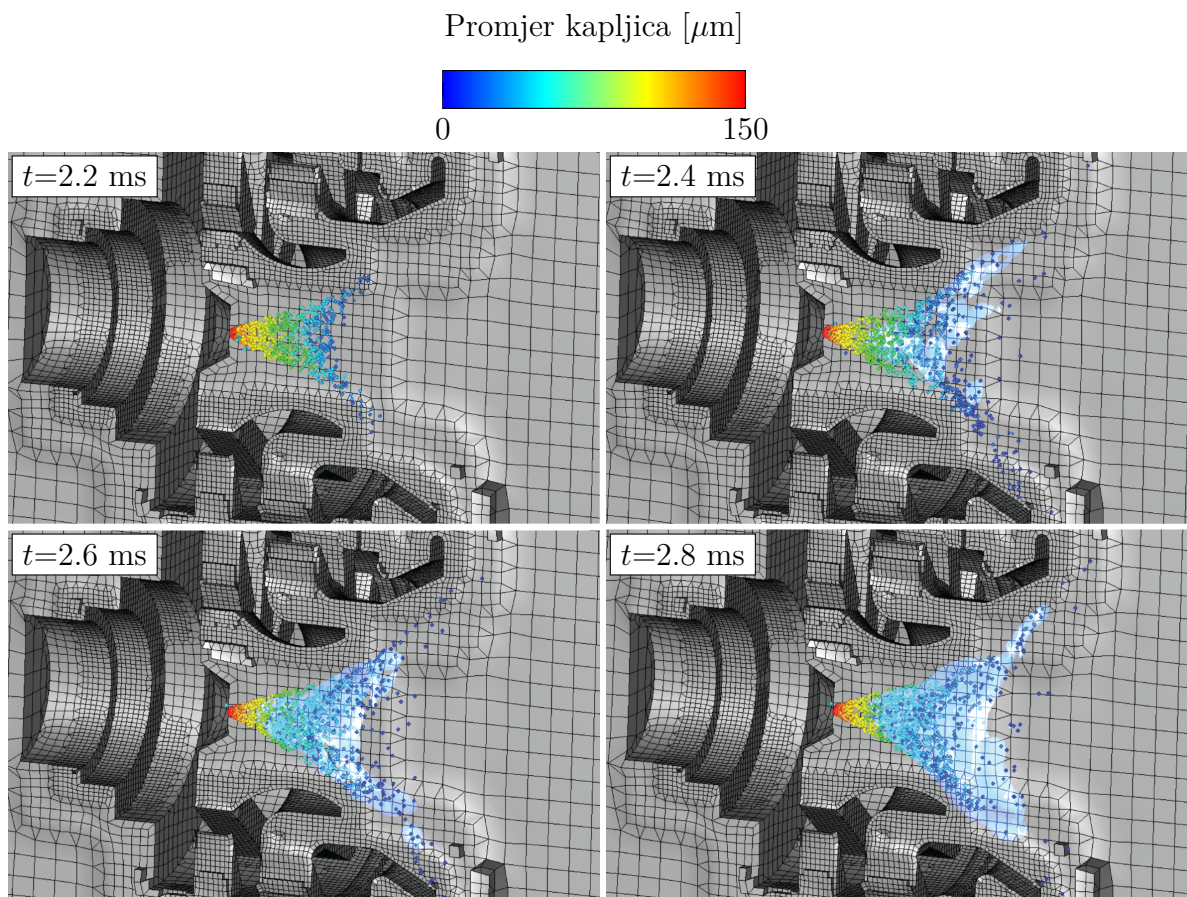 Promjer kapljica [μm]
0 150
t=2.2 ms
t=2.4 ms
t=2.6 ms
t=2.8 ms